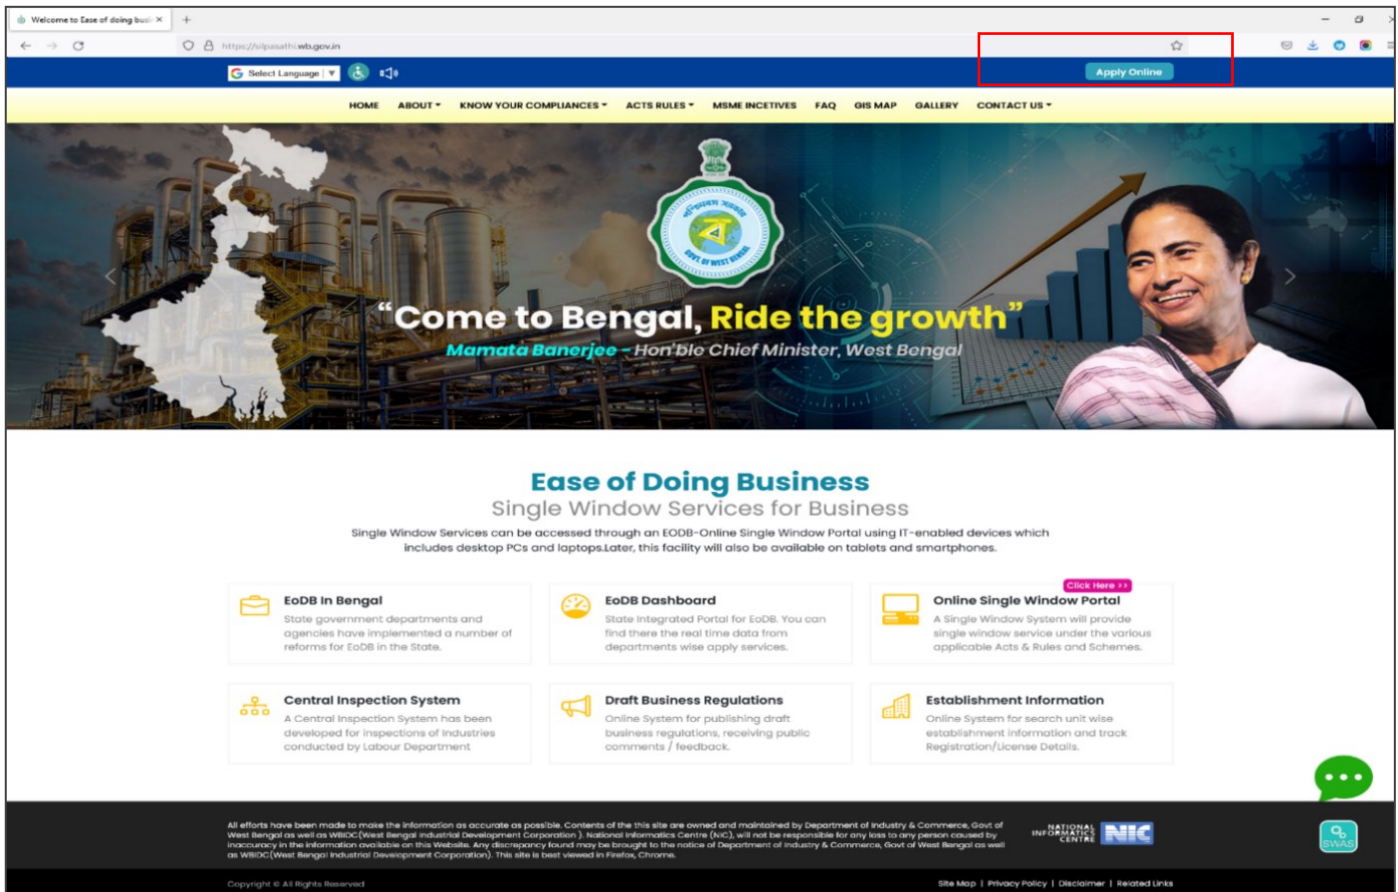 Welcome to Ease of doing busi
https://silpasathi.wb.gov.in
Select Language
Apply Online
HOME ABOUT KNOW YOUR COMPLIANCES ACTS RULES MSME INCETIVES FAQ GIS MAP GALLERY CONTACT US
পশ্চিমবঙ্গ সরকার
ব
GOVT. OF WEST BENGAL
“Come to Bengal, Ride the growth”
Mamata Banerjee - Hon'ble Chief Minister, West Bengal
Ease of Doing Business
Single Window Services for Business
Single Window Services can be accessed through an EODB-Online Single Window Portal using IT-enabled devices which
includes desktop PCs and laptops.Later, this facility will also be available on tablets and smartphones.
EoDB In Bengal
State government departments and
agencies have implemented a number of
reforms for EoDB in the State.
EoDB Dashboard
State Integrated Portal for EoDB. You can
find there the real time data from
departments wise apply services.
Click Here >>
Online Single Window Portal
A Single Window System will provide
single window service under the various
applicable Acts & Rules and Schemes.
Central Inspection System
A Central Inspection System has been
developed for inspections of Industries
conducted by Labour Department
Draft Business Regulations
Online System for publishing draft
business regulations, receiving public
comments / feedback.
Establishment Information
Online System for search unit wise
establishment information and track
Registration/License Details.
All efforts have been made to make the information as accurate as possible. Contents of the this site are owned and maintained by Department of Industry & Commerce, Govt of
West Bengal as well as WBIDC(West Bengal Industrial Development Corporation ). National Informatics Centre (NIC), will not be responsible for any loss to any person caused by
inaccuracy in the information available on this Website. Any discrepancy found may be brought to the notice of Department of Industry & Commerce, Govt of West Bengal as well
as WBIDC(West Bengal Industrial Development Corporation). This site is best viewed in Firefox, Chrome.
NATIONAL
INFORMATICS
CENTRE
NIC
SWAS
Copyright © All Rights Reserved
Site Map | Privacy Policy | Disclaimer | Related Links